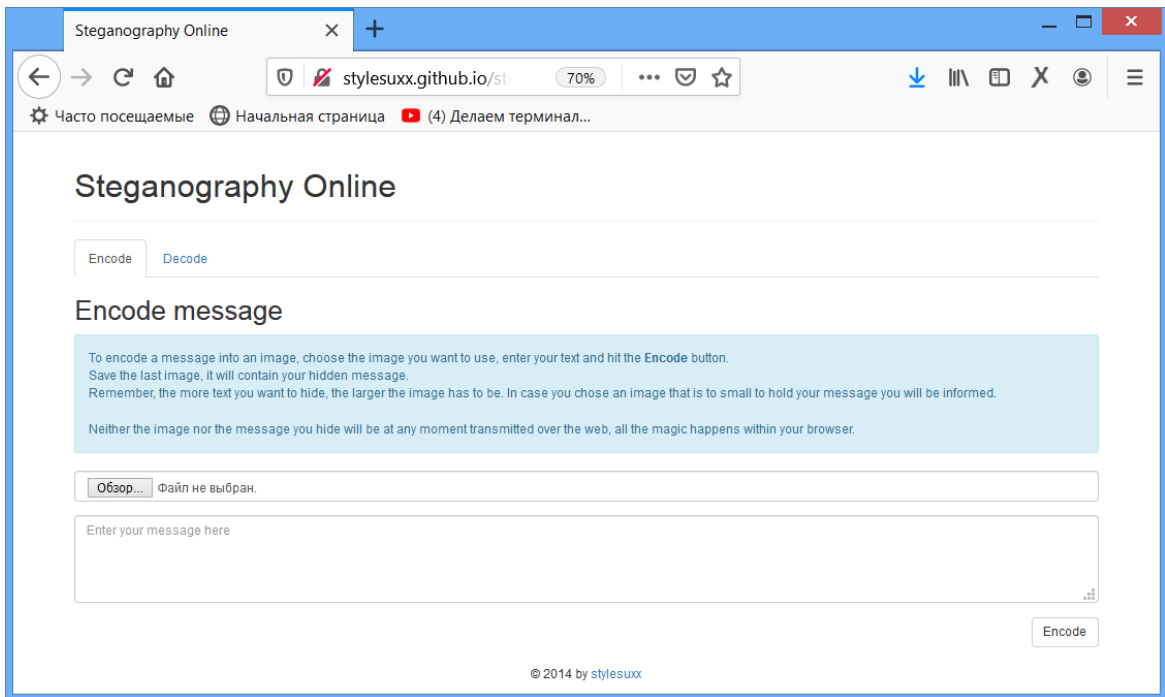 Steganography Online
stylesuxx.github.io/st
70%
Часто посещаемые Начальная страница (4) Делаем терминал...
Steganography Online
Encode Decode
Encode message
To encode a message into an image, choose the image you want to use, enter your text and hit the Encode button.
Save the last image, it will contain your hidden message.
Remember, the more text you want to hide, the larger the image has to be. In case you chose an image that is to small to hold your message you will be informed.
Neither the image nor the message you hide will be at any moment transmitted over the web, all the magic happens within your browser.
Обзор... Файл не выбран.
Enter your message here
Encode
© 2014 by stylesuxx